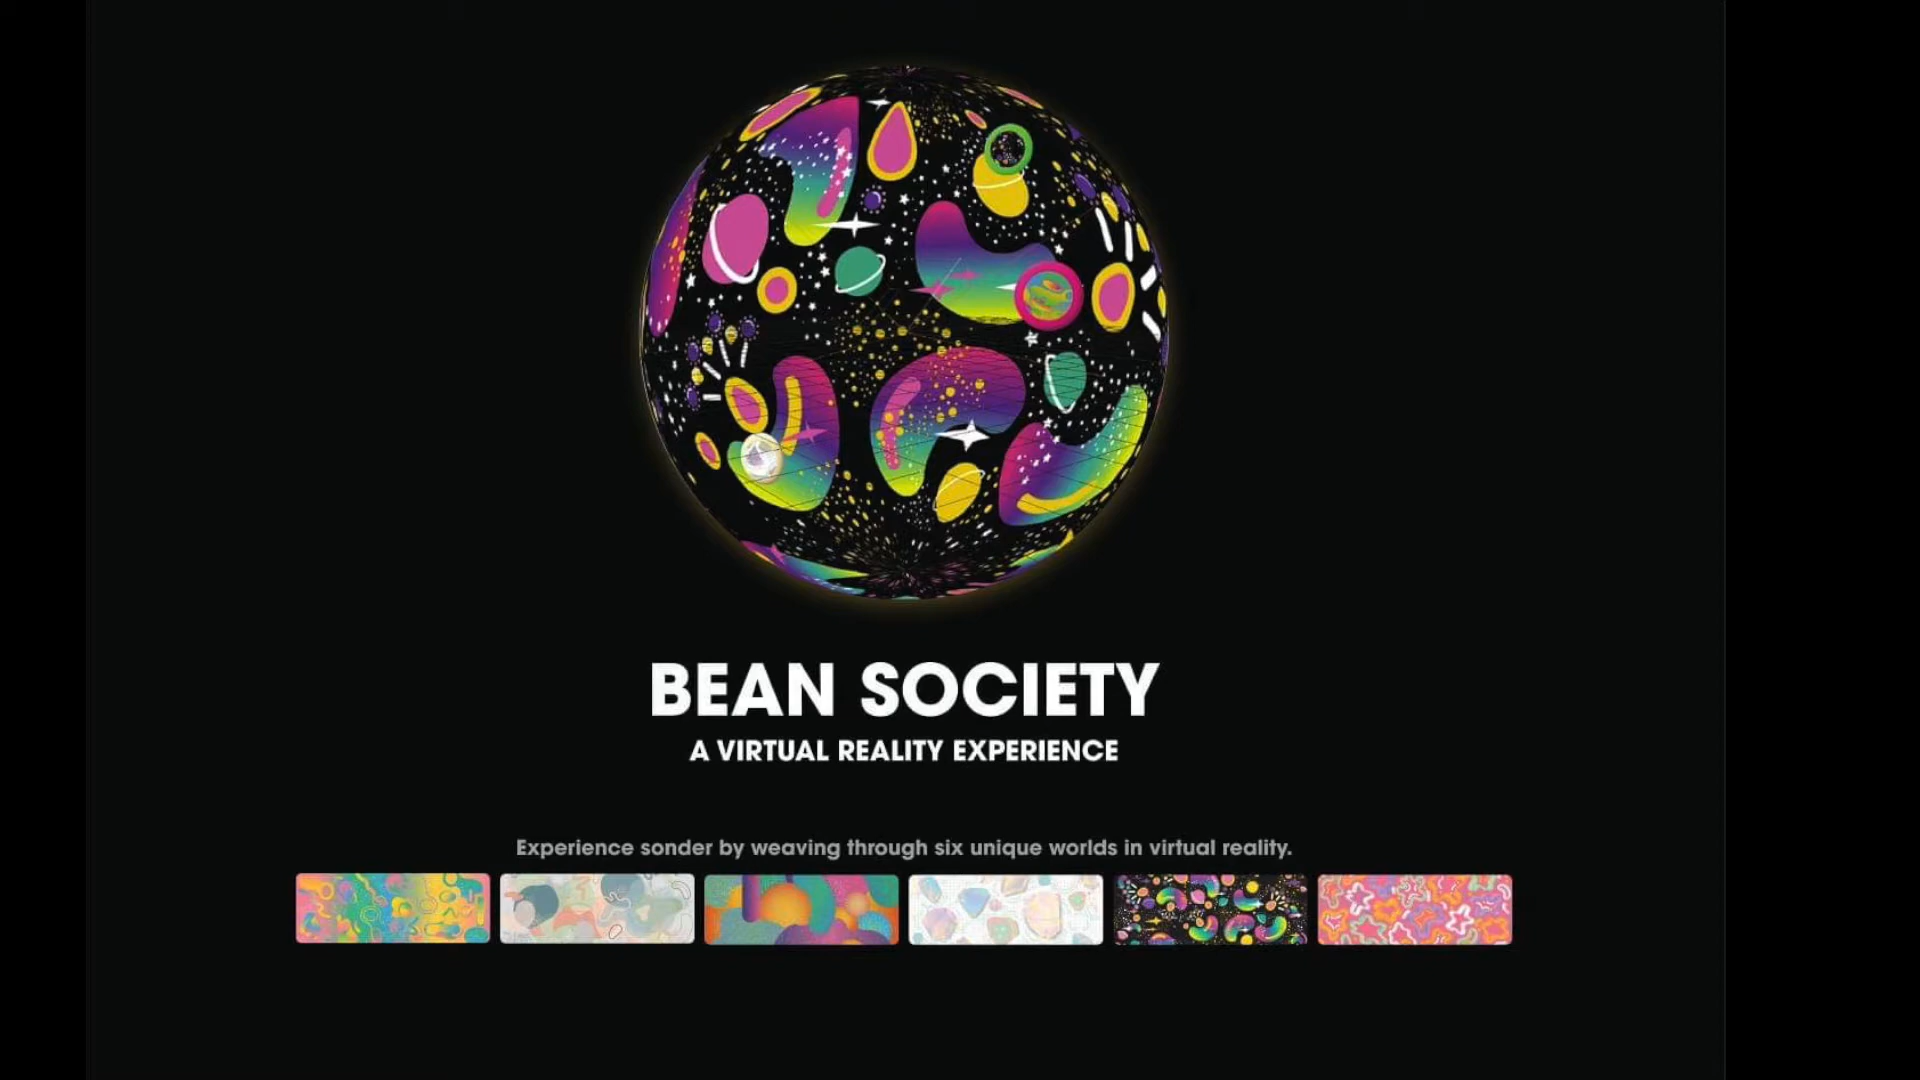 BEAN SOCIETY
A VIRTUAL REALITY EXPERIENCE
Experience sonder by weaving through six unique worlds in virtual reality.